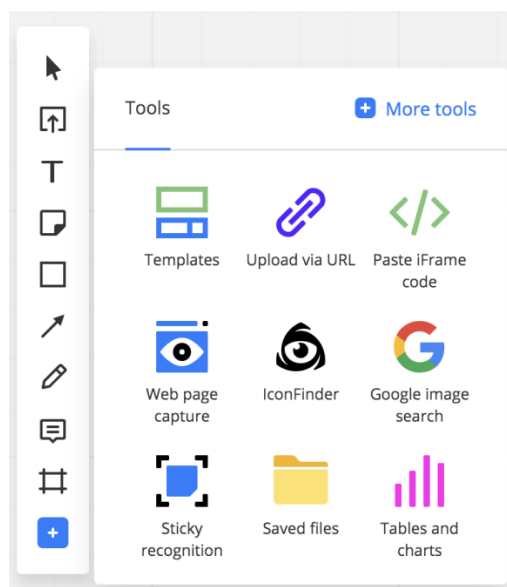 Tools
More tools
Templates
Upload via URL
Paste iFrame
code
Web page
capture
IconFinder
Google image
search
Sticky
recognition
Saved files
Tables and
charts